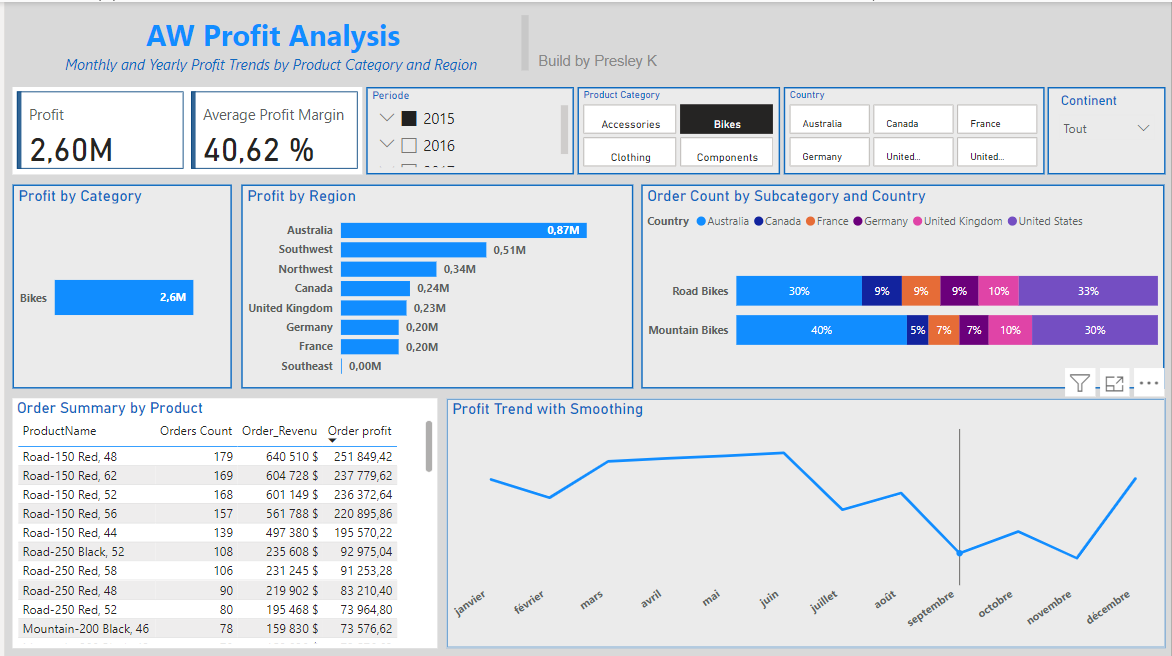 AW Profit Analysis
Monthly and Yearly Profit Trends by Product Category and Region
Build by Presley K
Profit
2,60M
Average Profit Margin
40,62 %
Periode
2015
2016
Product Category
Accessories
Bikes
Clothing
Components
Country
Australia
Canada
France
Germany
United...
United...
Continent
Tout
Profit by Category
Bikes
2,6M
Profit by Region
Australia 0,87M
Southwest 0,51M
Northwest 0,34M
Canada 0,24M
United Kingdom 0,23M
Germany 0,20M
France 0,20M
Southeast 0,00M
Order Count by Subcategory and Country
Country Australia Canada France Germany United Kingdom United States
Road Bikes 30% 9% 9% 9% 10% 33%
Mountain Bikes 40% 5% 7% 7% 10% 30%
Order Summary by Product
ProductName Orders Count Order_Revenu Order profit
Road-150 Red, 48 179 640 510 $ 251 849,42
Road-150 Red, 62 169 604 728 $ 237 779,62
Road-150 Red, 52 168 601 149 $ 236 372,64
Road-150 Red, 56 157 561 788 $ 220 895,86
Road-150 Red, 44 139 497 380 $ 195 570,22
Road-250 Black, 52 108 235 608 $ 92 975,04
Road-250 Red, 58 106 231 245 $ 91 253,28
Road-250 Red, 48 90 219 902 $ 83 210,40
Road-250 Red, 52 80 195 468 $ 73 964,80
Mountain-200 Black, 46 78 159 830 $ 73 576,62
Profit Trend with Smoothing
janvier
février
mars
avril
mai
juin
juillet
août
septembre
octobre
novembre
décembre